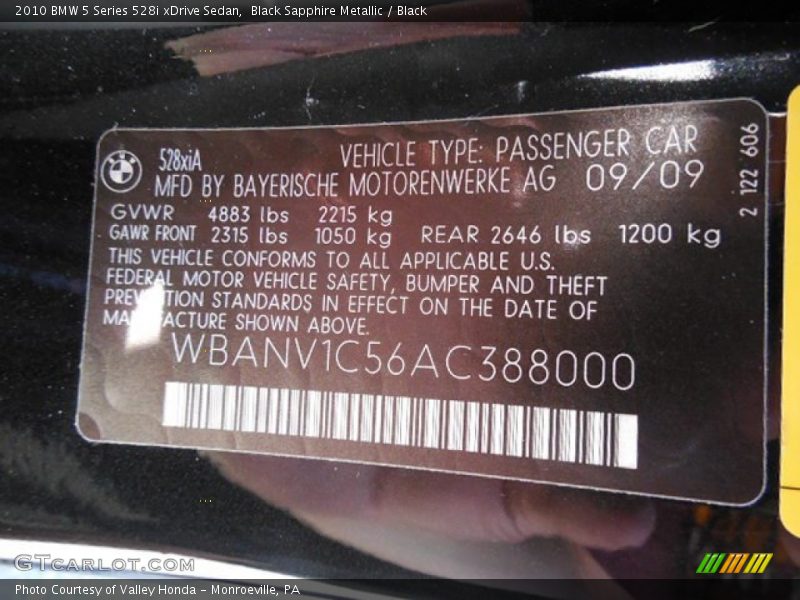 2010 BMW 5 Series 528i xDrive Sedan, Black Sapphire Metallic / Black
528xiA
VEHICLE TYPE: PASSENGER CAR
MFD BY BAYERISCHE MOTORENWERKE AG 09/09
GVWR 4883 lbs 2215 kg
GAWR FRONT 2315 lbs 1050 kg REAR 2646 lbs 1200 kg
THIS VEHICLE CONFORMS TO ALL APPLICABLE U.S.
FEDERAL MOTOR VEHICLE SAFETY, BUMPER AND THEFT
PREVENTION STANDARDS IN EFFECT ON THE DATE OF
MANUFACTURE SHOWN ABOVE.
WBANV1C56AC388000
2 122 606
GTCARLOT.COM
Photo Courtesy of Valley Honda - Monroeville, PA